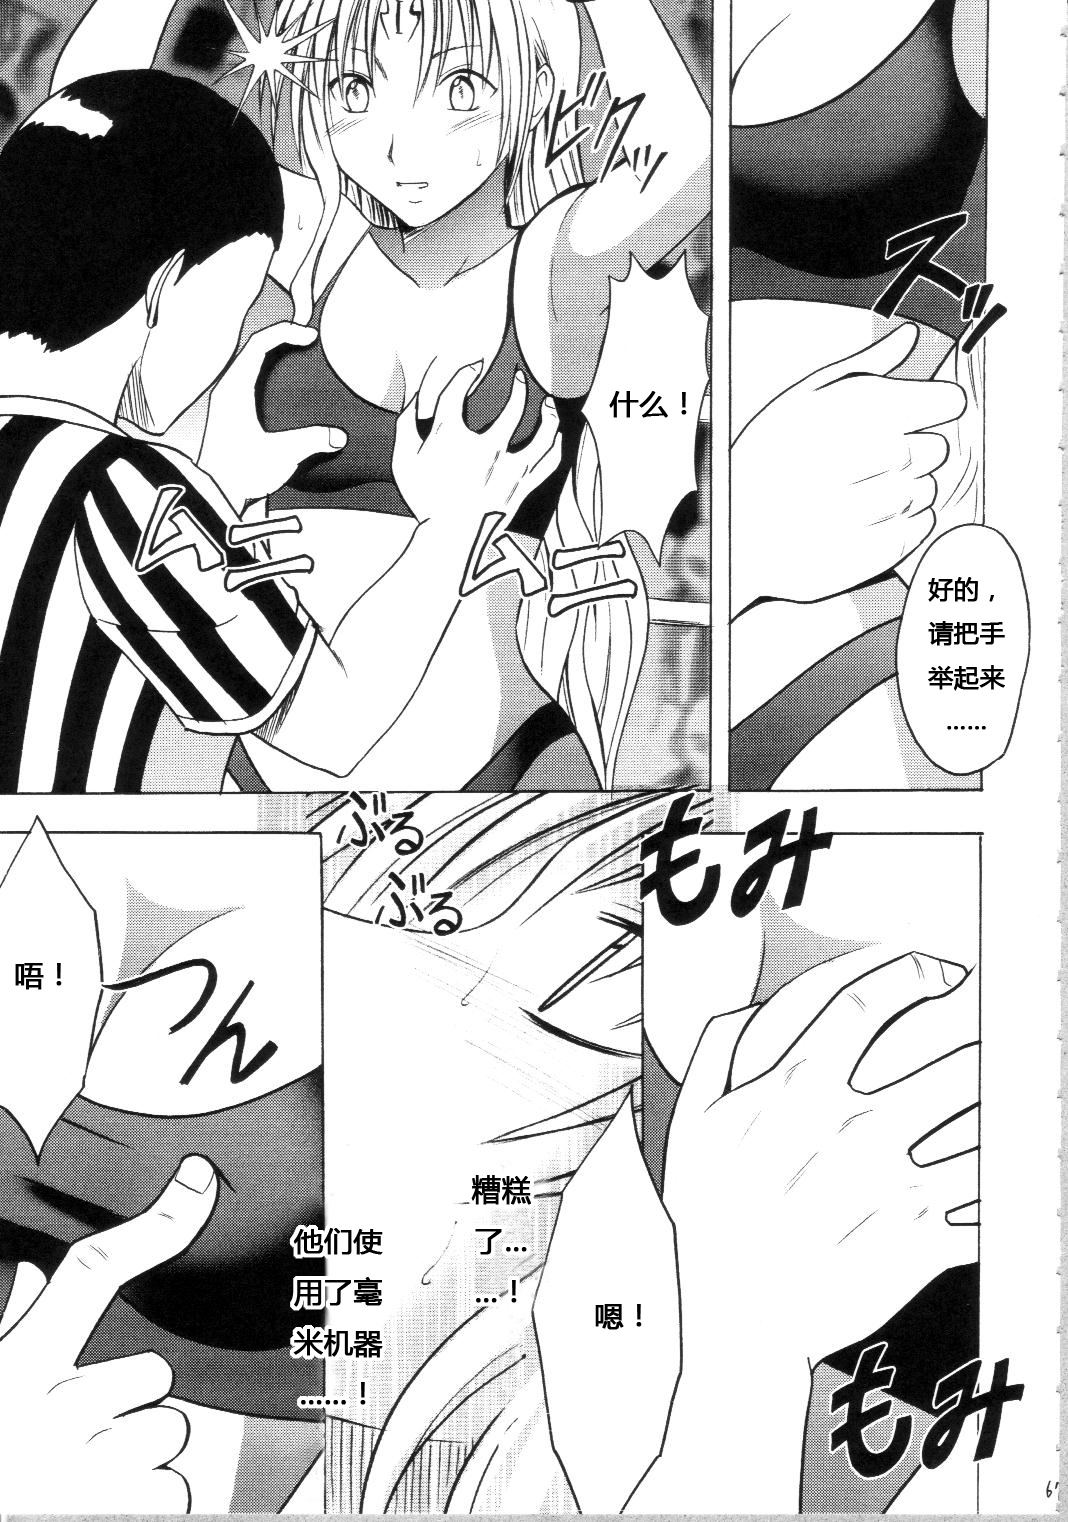 好的，
请把手
举起来
……
スッ
什么！
ビクッ
ムニ
ムニ
もみ
もみ
嗯！
糟糕
了…
…！
ぶる
ぶる
他们使
用了毫
米机器
……！
唔！
つん